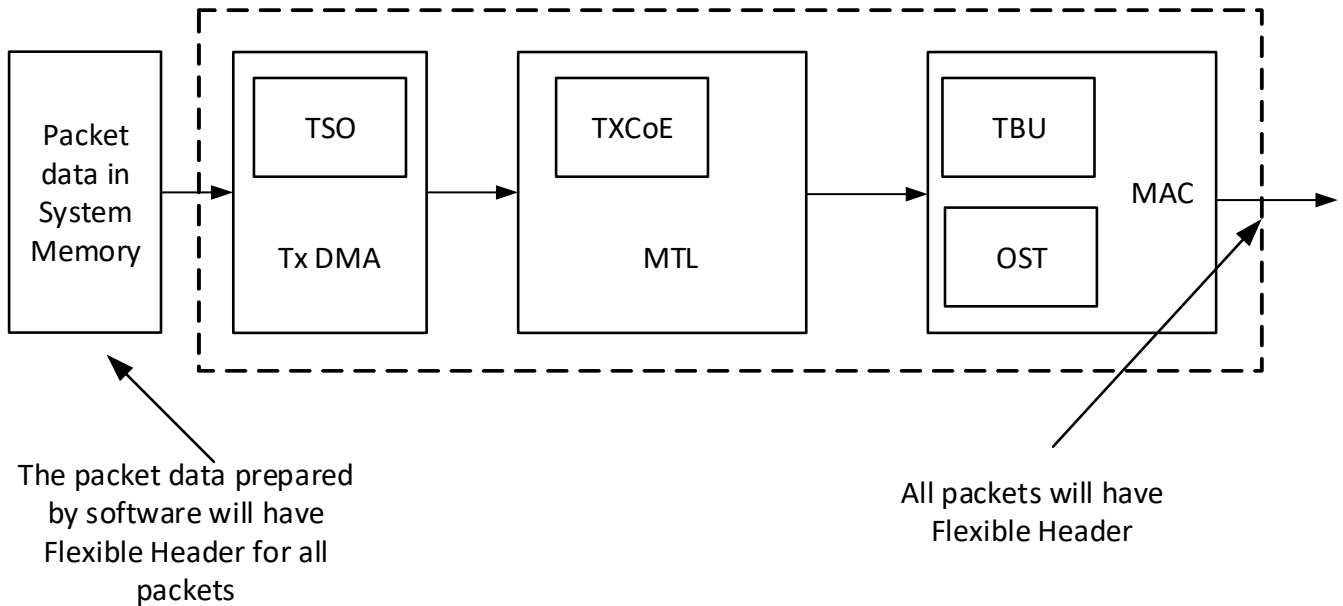 Packet
data in
System
Memory
TSO
Tx DMA
TXCoE
MTL
TBU
MAC
OST
The packet data prepared
by software will have
Flexible Header for all
packets
All packets will have
Flexible Header